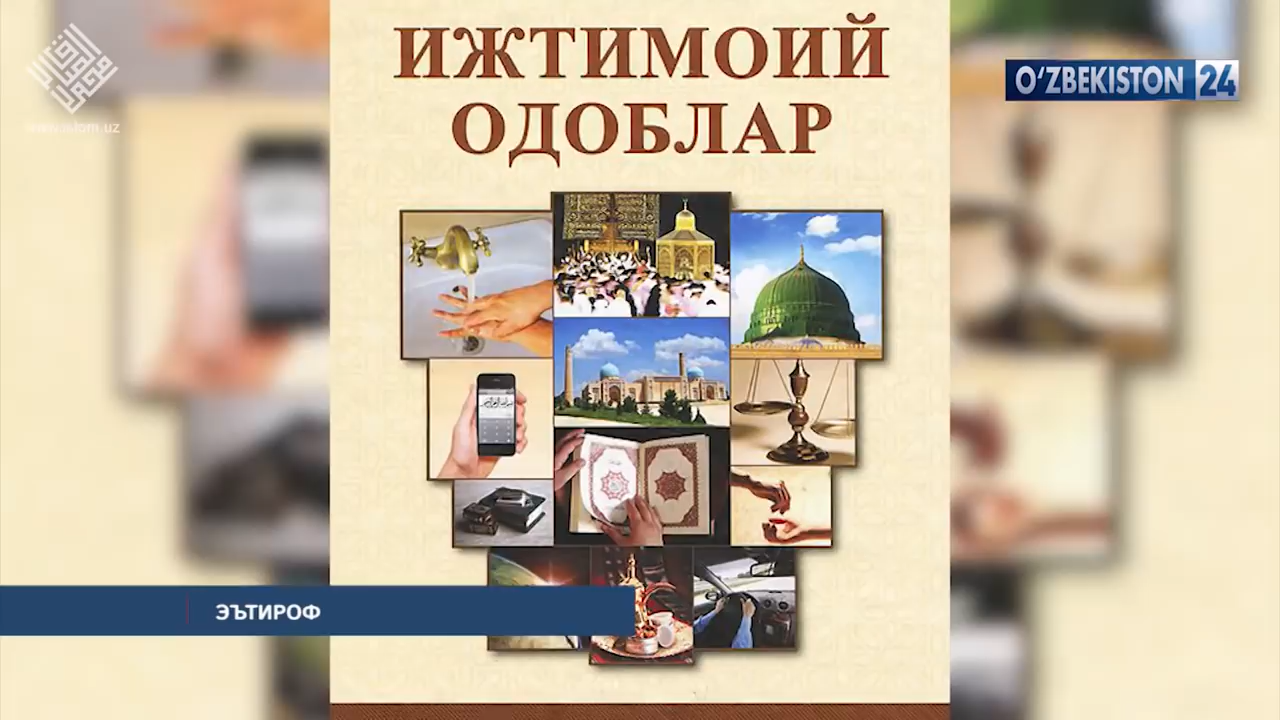 ИЖТИМОИЙ
ОДОБЛАР
O‘ZBEKISTON 24
www.islom.uz
ЭЪТИРОФ